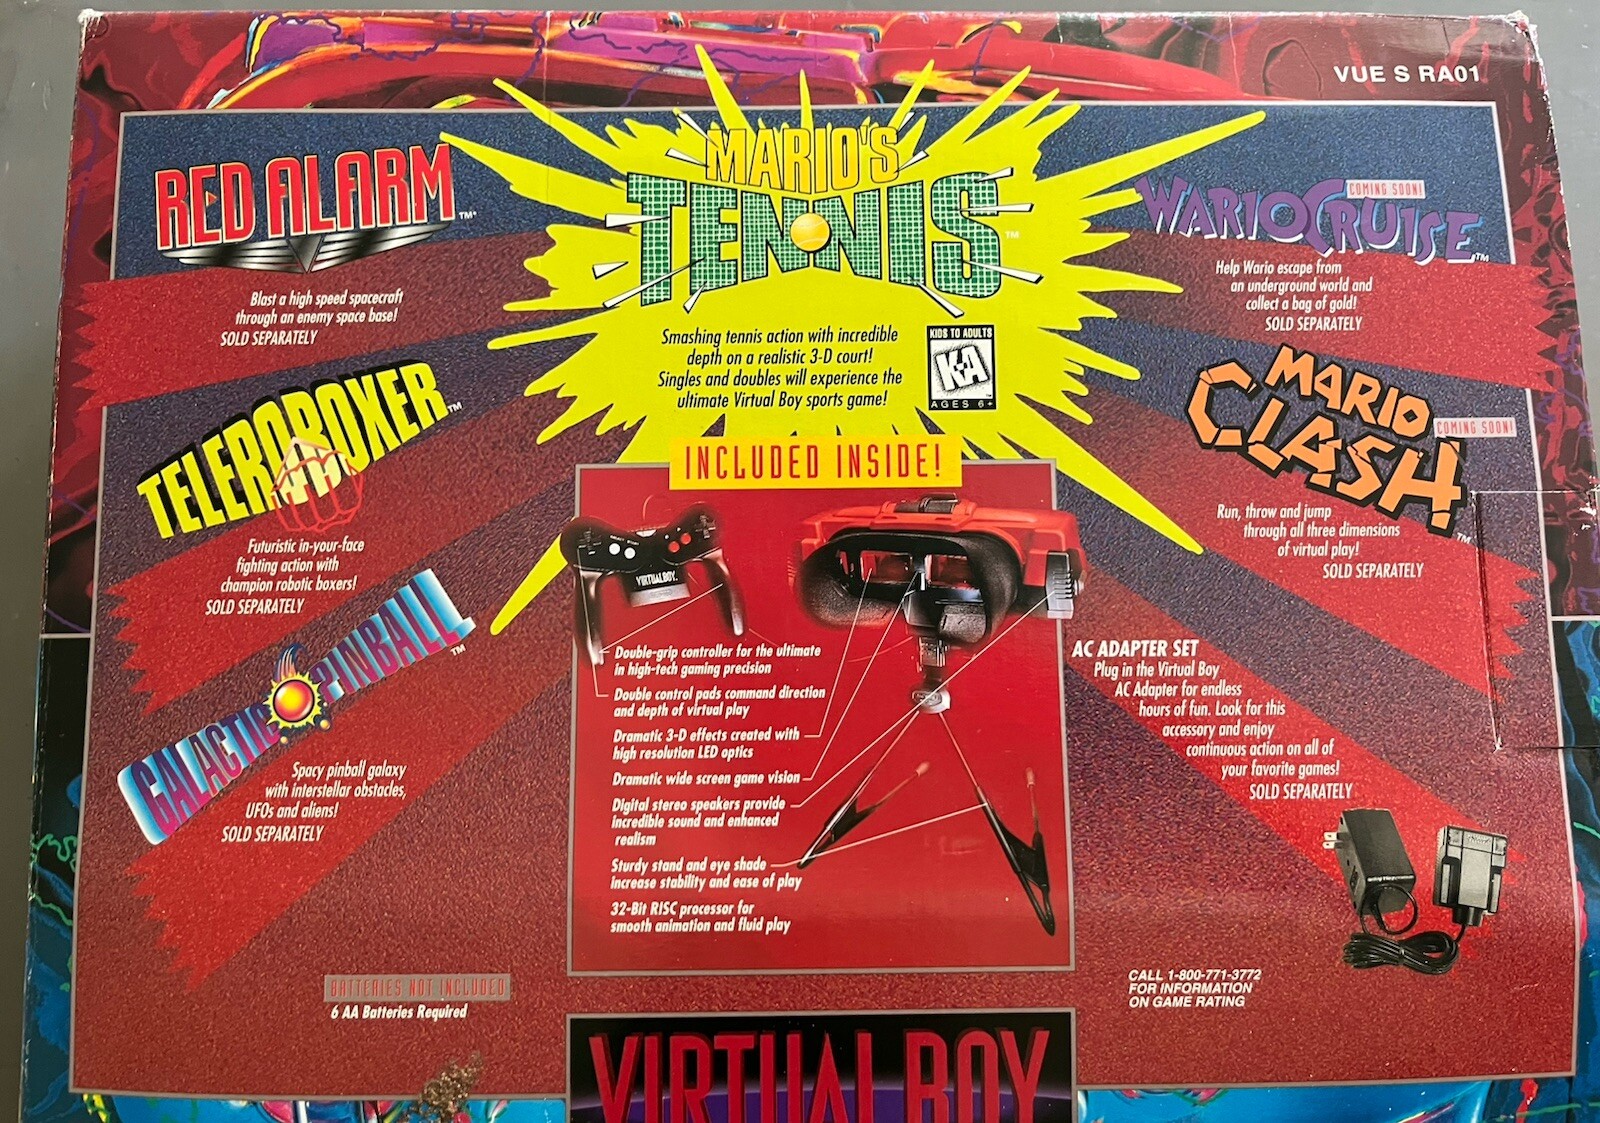 VUE S RA01
RED ALARM
TM
Blast a high speed spacecraft
through an enemy space base!
SOLD SEPARATELY
TELEROBOXER
TM
Futuristic in-your-face
fighting action with
champion robotic boxers!
SOLD SEPARATELY
GALACTIC PINBALL
TM
Spacy pinball galaxy
with interstellar obstacles,
UFOs and aliens!
SOLD SEPARATELY
BATTERIES NOT INCLUDED
6 AA Batteries Required
MARIO'S
TENNIS
TM
Smashing tennis action with incredible
depth on a realistic 3-D court!
Singles and doubles will experience the
ultimate Virtual Boy sports game!
KIDS TO ADULTS
K-A
AGES 6+
INCLUDED INSIDE!
VIRTUAL BOY
Double-grip controller for the ultimate
in high-tech gaming precision
Double control pads command direction
and depth of virtual play
Dramatic 3-D effects created with
high resolution LED optics
Dramatic wide screen game vision
Digital stereo speakers provide
incredible sound and enhanced
realism
Sturdy stand and eye shade
increase stability and ease of play
32-Bit RISC processor for
smooth animation and fluid play
COMING SOON!
WARIO CRUISE
TM
Help Wario escape from
an underground world and
collect a bag of gold!
SOLD SEPARATELY
MARIO
CLASH
COMING SOON!
TM
Run, throw and jump
through all three dimensions
of virtual play!
SOLD SEPARATELY
AC ADAPTER SET
Plug in the Virtual Boy
AC Adapter for endless
hours of fun. Look for this
accessory and enjoy
continuous action on all of
your favorite games!
SOLD SEPARATELY
CALL 1-800-771-3772
FOR INFORMATION
ON GAME RATING
VIRTUAL BOY